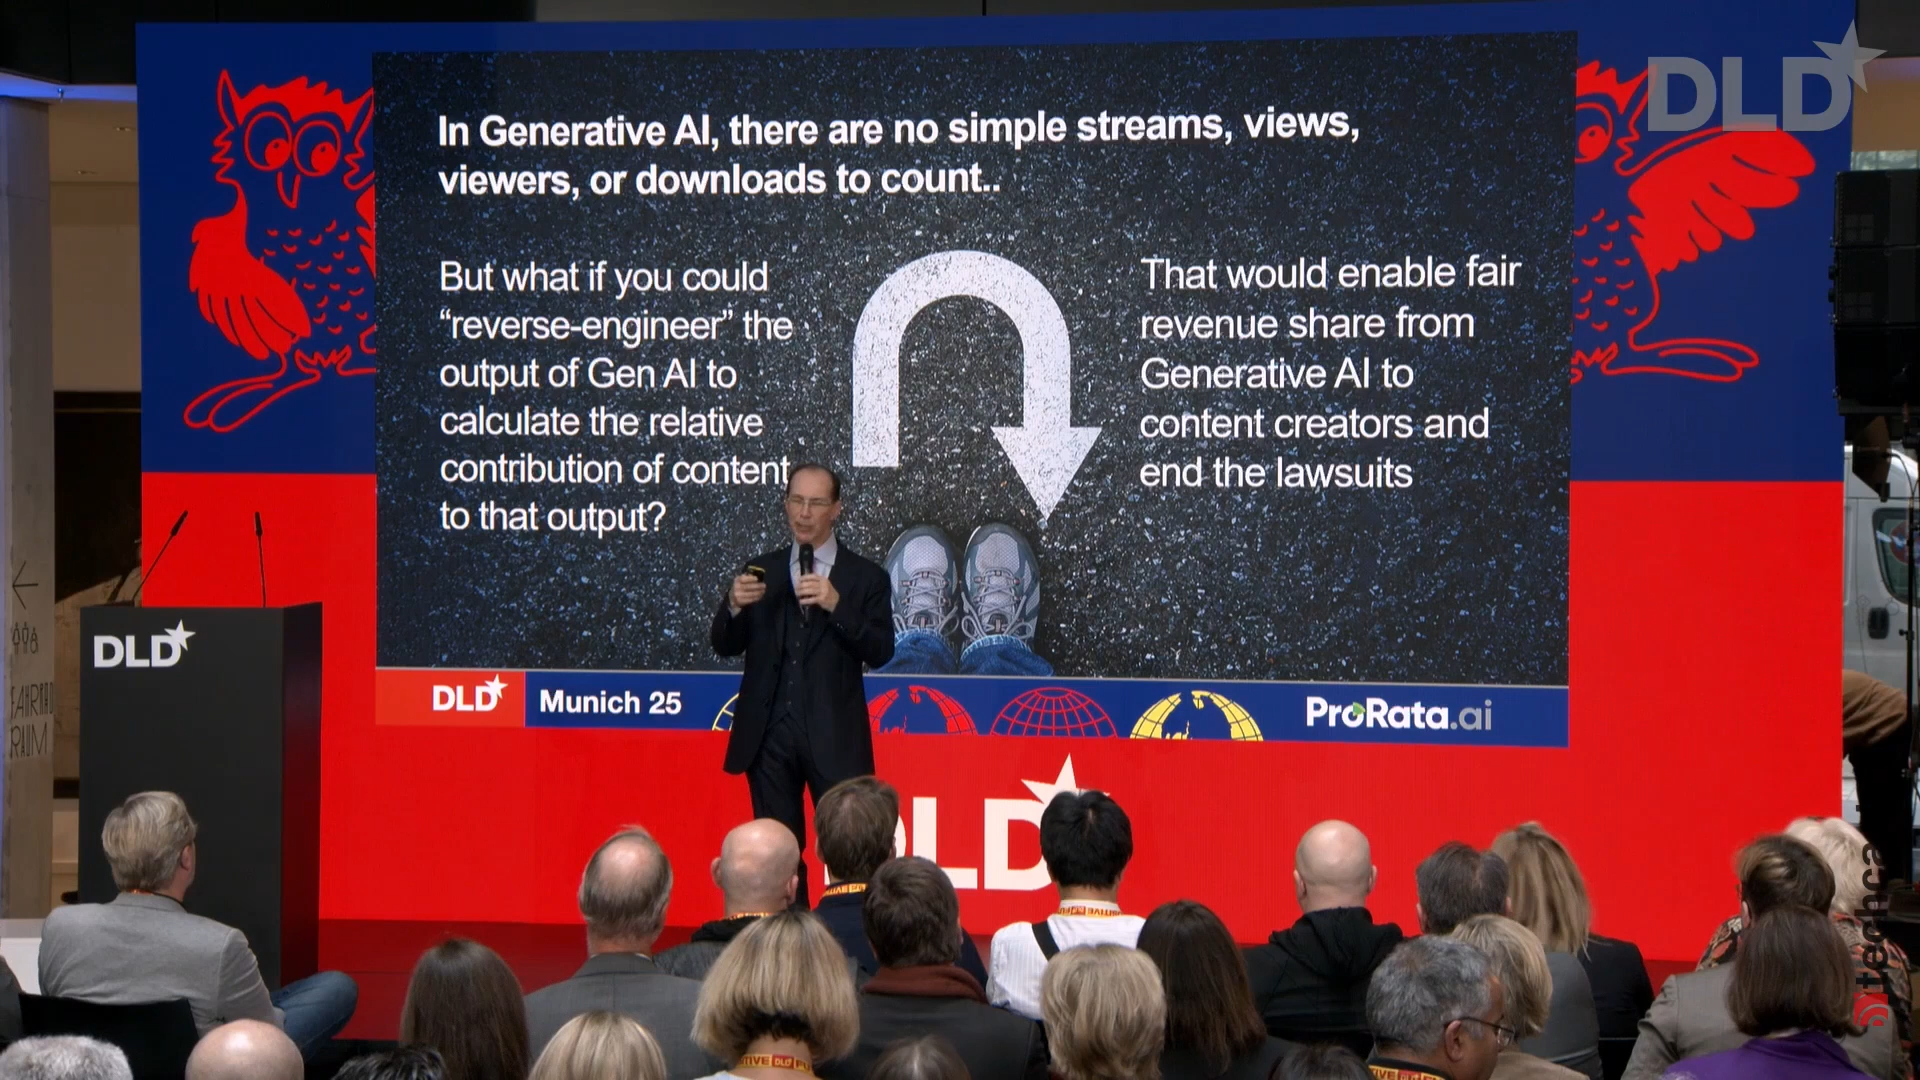 DLD
In Generative AI, there are no simple streams, views,
viewers, or downloads to count..
But what if you could
“reverse-engineer” the
output of Gen AI to
calculate the relative
contribution of content
to that output?
That would enable fair
revenue share from
Generative AI to
content creators and
end the lawsuits
DLD
Munich 25
ProRata.ai
DLD
DLD
FAHRRAD
RAUM
techca